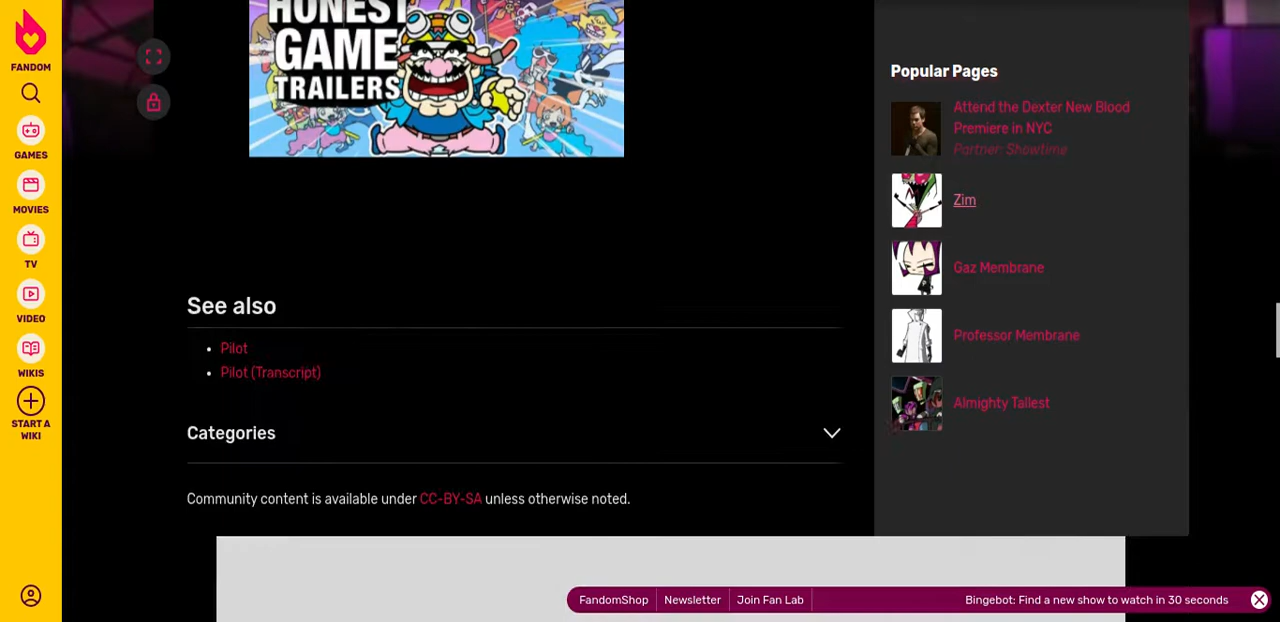 FANDOM
GAMES
MOVIES
TV
VIDEO
WIKIS
START A
WIKI
HONEST
GAME
TRAILERS
See also
Pilot
Pilot (Transcript)
Categories
Community content is available under CC-BY-SA unless otherwise noted.
Popular Pages
Attend the Dexter New Blood
Premiere in NYC
Partner: Showtime
Zim
Gaz Membrane
Professor Membrane
Almighty Tallest
FandomShop
Newsletter
Join Fan Lab
Bingebot: Find a new show to watch in 30 seconds